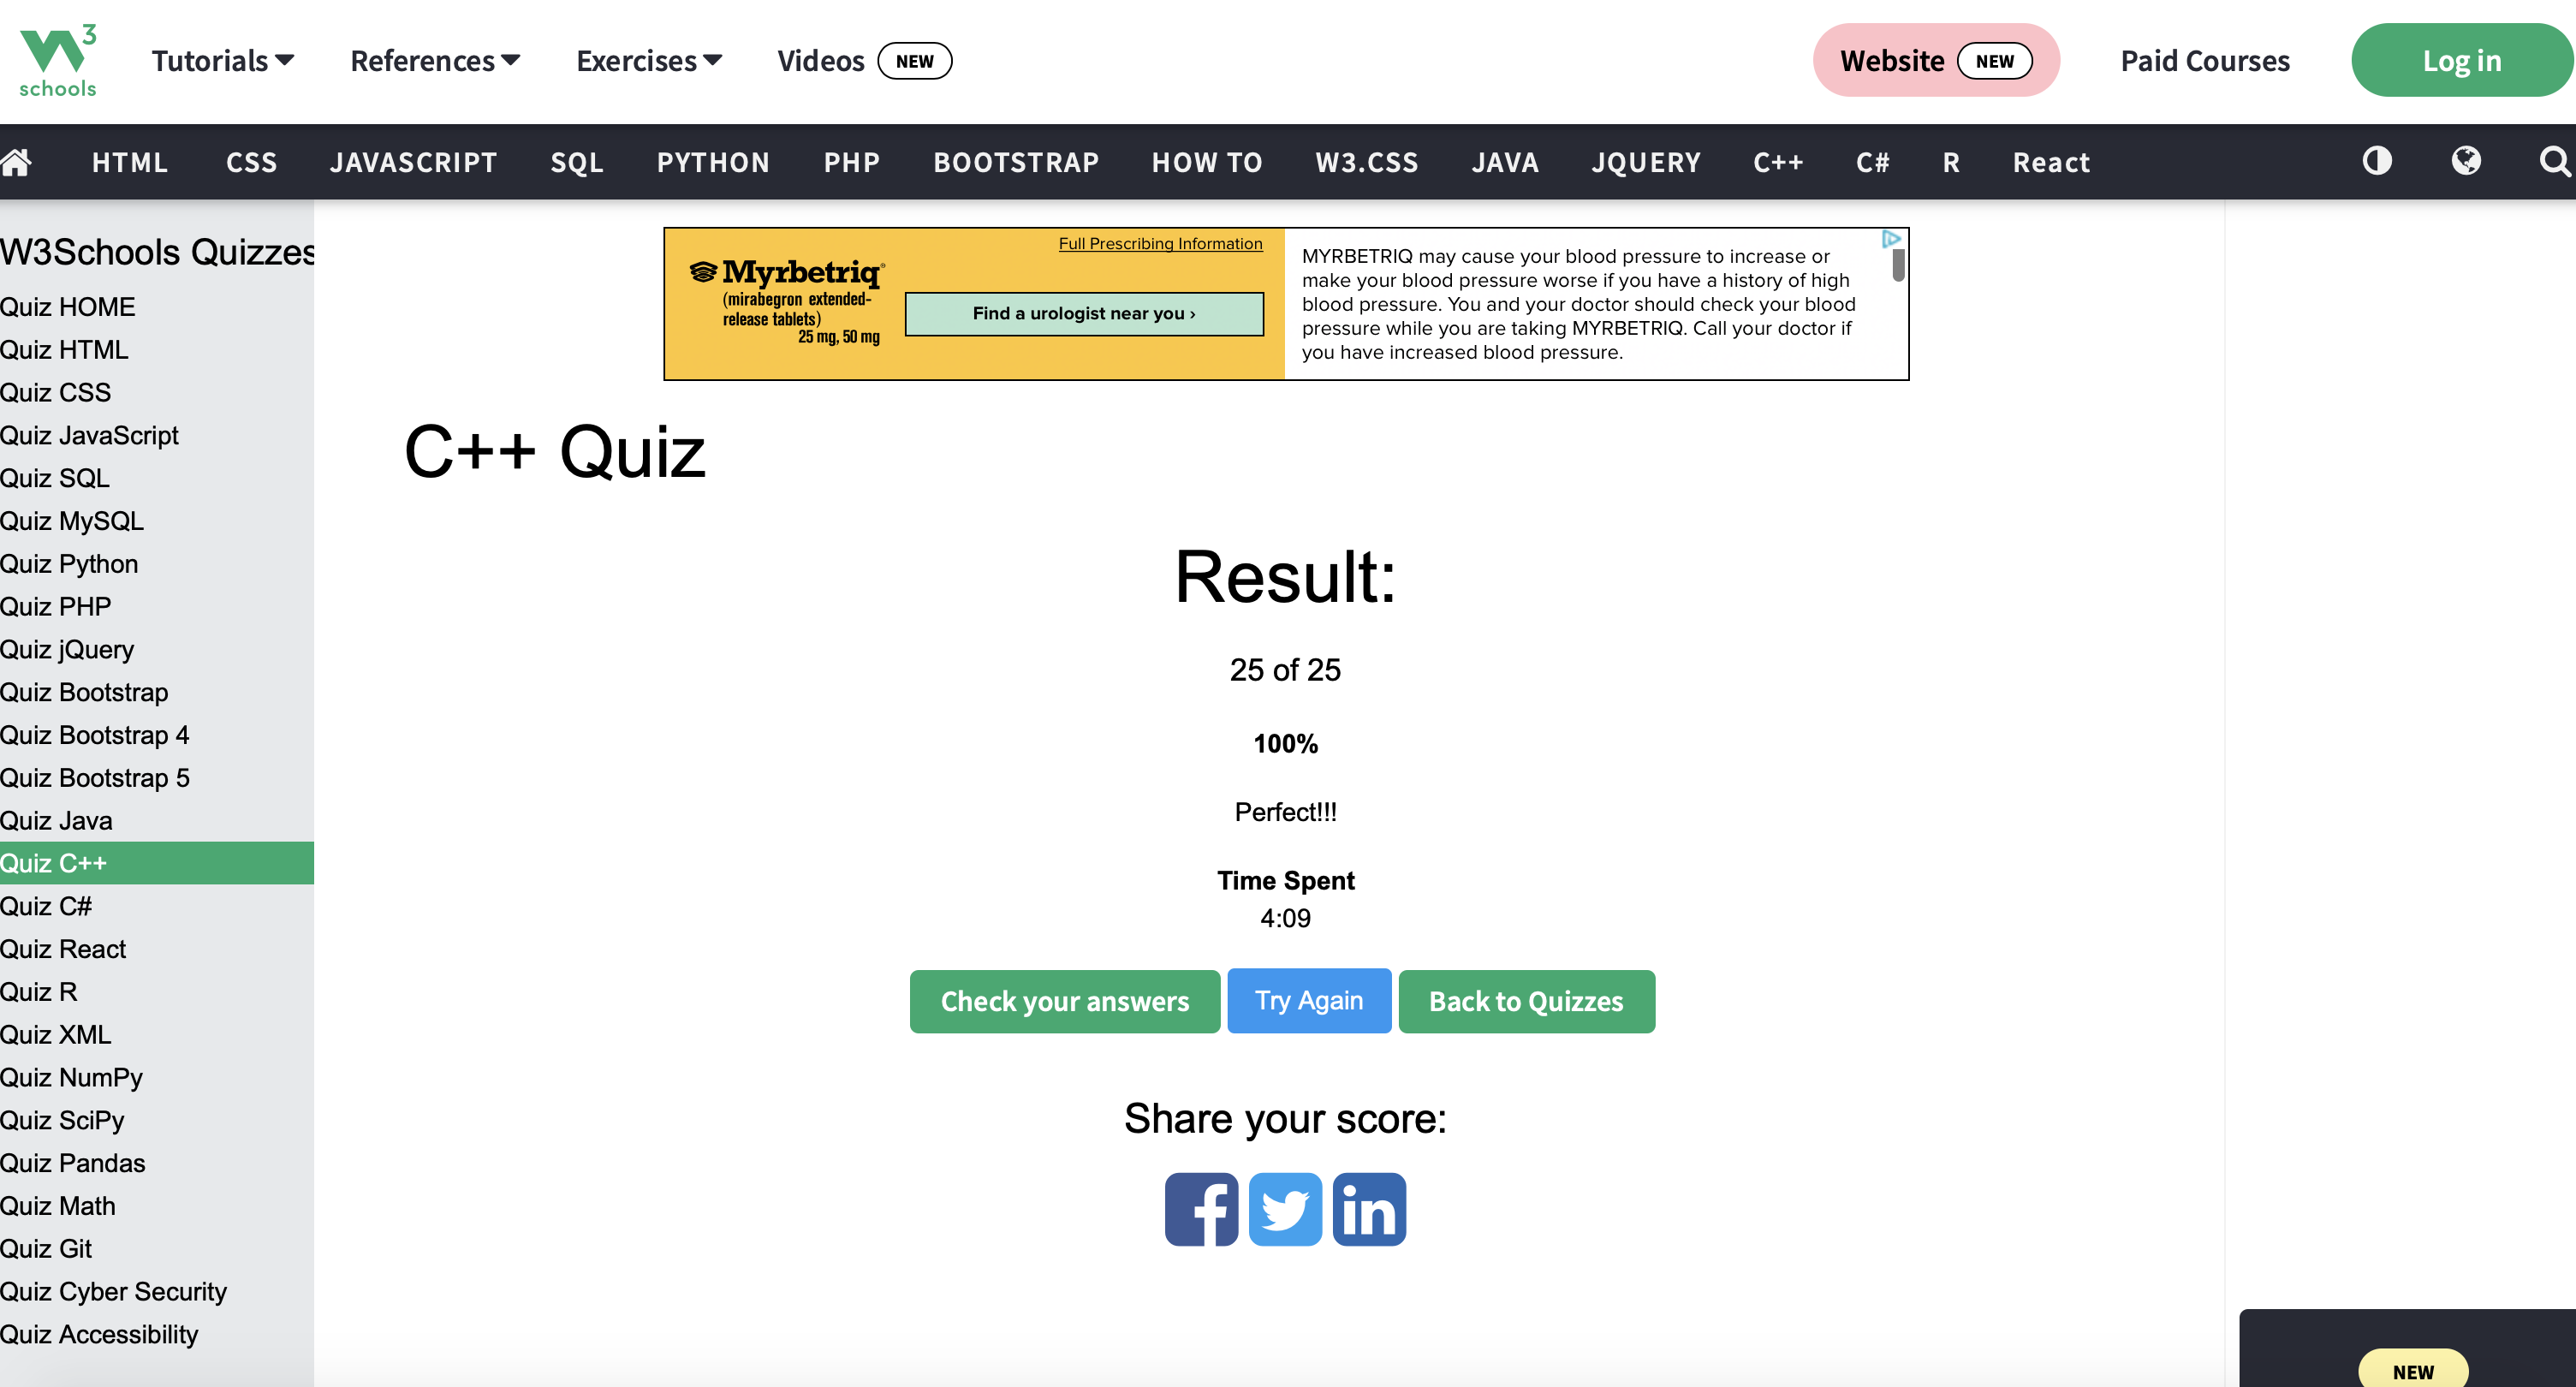 W3
schools
Tutorials
References
Exercises
Videos
NEW
Website
NEW
Paid Courses
Log in
HTML
CSS
JAVASCRIPT
SQL
PYTHON
PHP
BOOTSTRAP
HOW TO
W3.CSS
JAVA
JQUERY
C++
C#
R
React
W3Schools Quizzes
Quiz HOME
Quiz HTML
Quiz CSS
Quiz JavaScript
Quiz SQL
Quiz MySQL
Quiz Python
Quiz PHP
Quiz jQuery
Quiz Bootstrap
Quiz Bootstrap 4
Quiz Bootstrap 5
Quiz Java
Quiz C++
Quiz C#
Quiz React
Quiz R
Quiz XML
Quiz NumPy
Quiz SciPy
Quiz Pandas
Quiz Math
Quiz Git
Quiz Cyber Security
Quiz Accessibility
Full Prescribing Information
Myrbetriq®
(mirabegron extended-
release tablets)
25 mg, 50 mg
Find a urologist near you ›
MYRBETRIQ may cause your blood pressure to increase or
make your blood pressure worse if you have a history of high
blood pressure. You and your doctor should check your blood
pressure while you are taking MYRBETRIQ. Call your doctor if
you have increased blood pressure.
C++ Quiz
Result:
25 of 25
100%
Perfect!!!
Time Spent
4:09
Check your answers
Try Again
Back to Quizzes
Share your score:
f
in
NEW